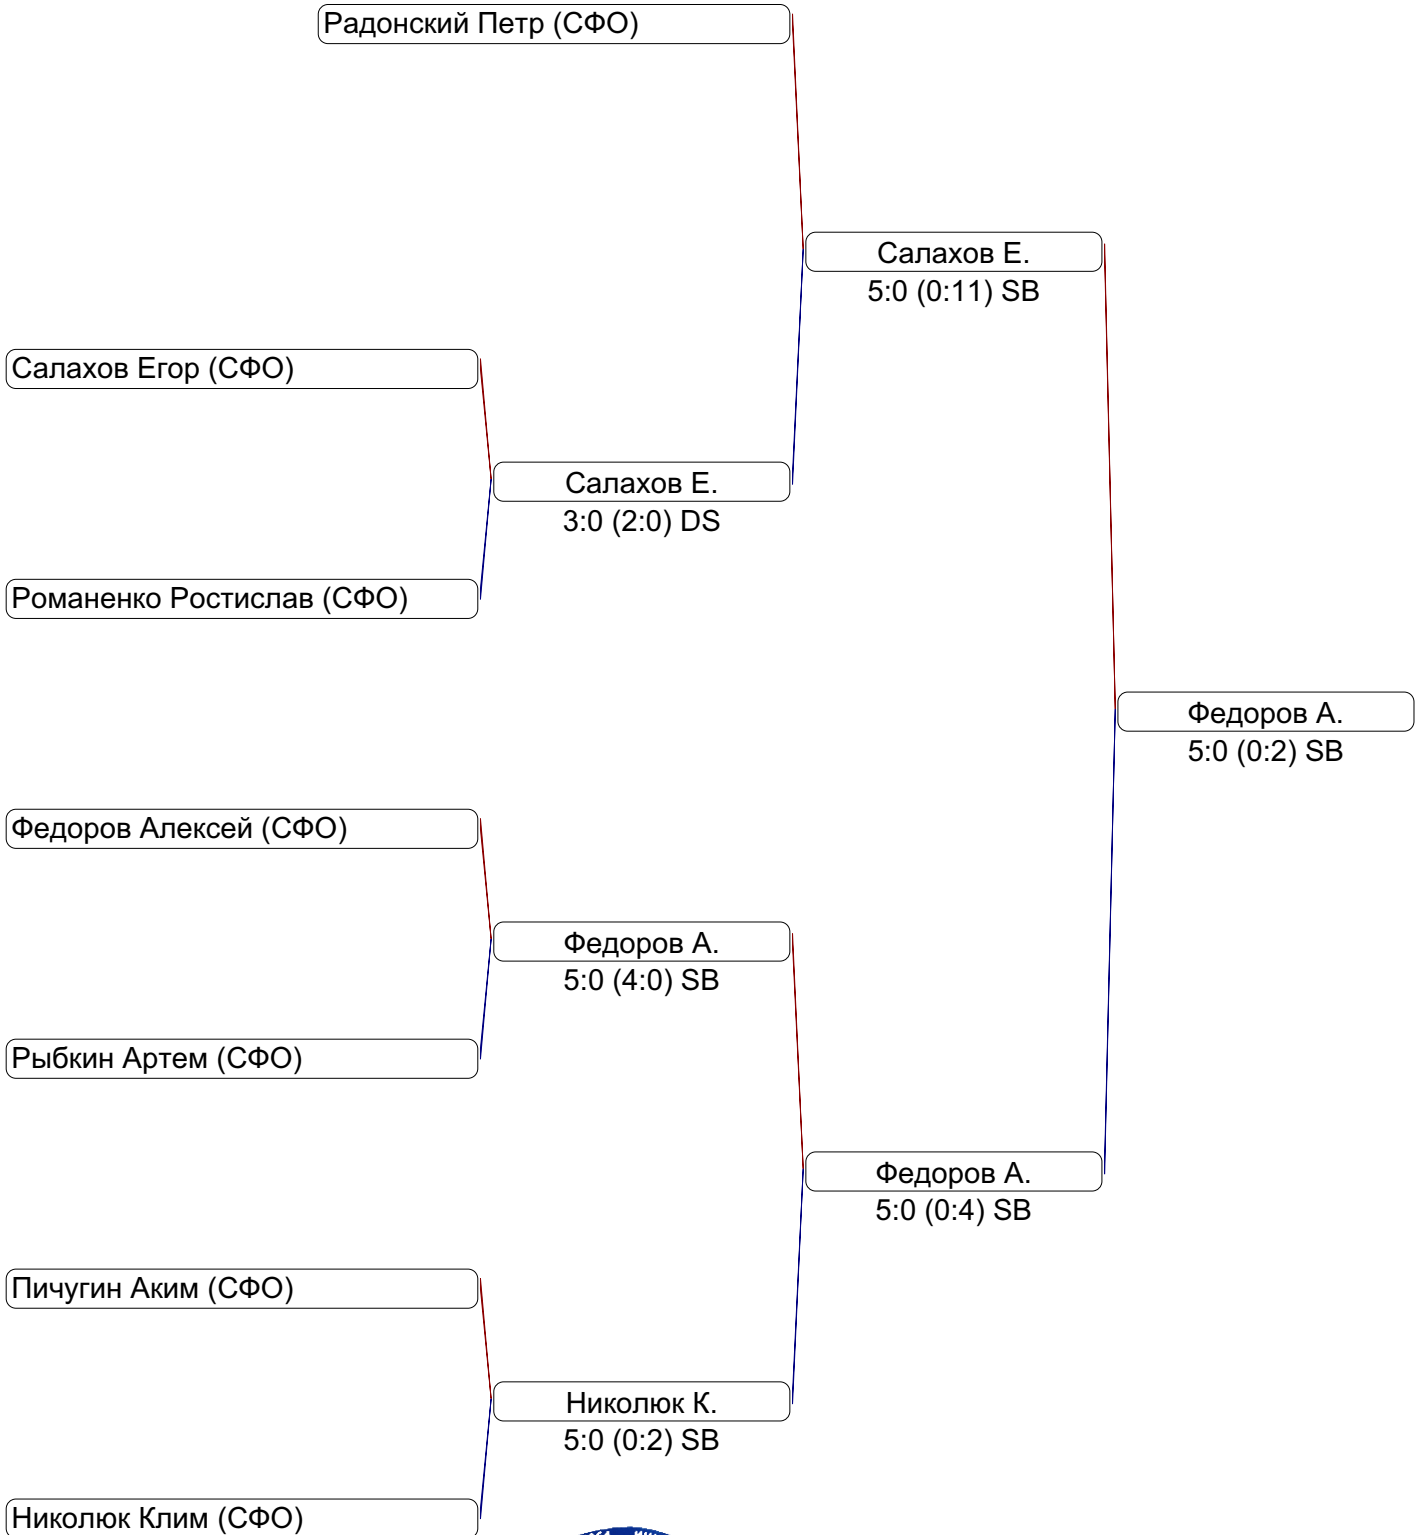 Радонский Петр (СФО)
Салахов Е.
5:0 (0:11) SB
Салахов Егор (СФО)
Салахов Е.
3:0 (2:0) DS
Романенко Ростислав (СФО)
Федоров А.
5:0 (0:2) SB
Федоров Алексей (СФО)
Федоров А.
5:0 (4:0) SB
Рыбкин Артем (СФО)
Федоров А.
5:0 (0:4) SB
Пичугин Аким (СФО)
Николюк К.
5:0 (0:2) SB
Николюк Клим (СФО)